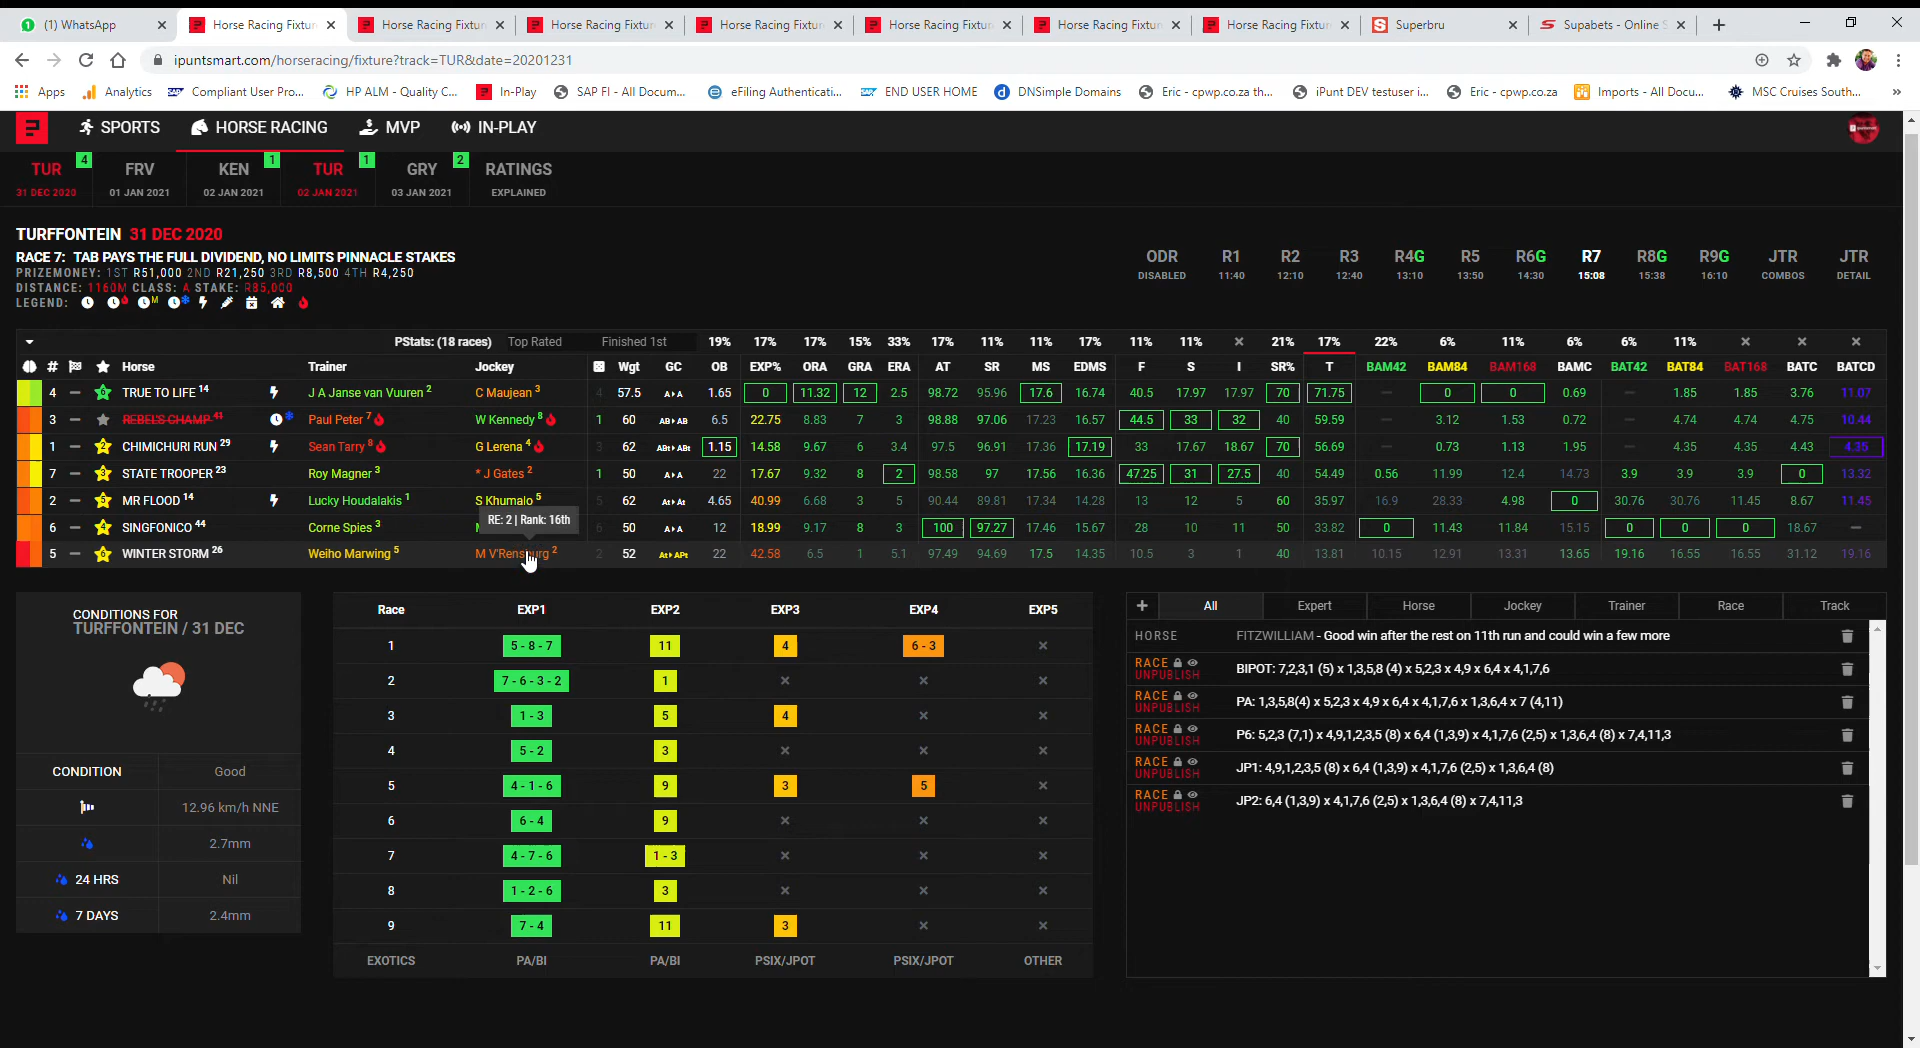 (1) WhatsApp
Horse Racing Fixtur
Horse Racing Fixtur
Horse Racing Fixtur
Horse Racing Fixtur
Horse Racing Fixtur
Horse Racing Fixtur
Horse Racing Fixtur
Superbru
Supabets - Online S
ipuntsmart.com/horseracing/fixture?track=TUR&date=20201231
Apps Analytics Compliant User Pro... HP ALM - Quality C... In-Play SAP FI - All Docum... eFiling Authenticati... END USER HOME DNSimple Domains Eric - cpwp.co.za th... iPunt DEV testuser i... Eric - cpwp.co.za Imports - All Docu... MSC Cruises South... »
SPORTS HORSE RACING MVP IN-PLAY
TUR 4 FRV KEN 1 TUR 1 GRY 2 RATINGS
31 DEC 2020 01 JAN 2021 02 JAN 2021 02 JAN 2021 03 JAN 2021 EXPLAINED
TURFFONTEIN 31 DEC 2020
RACE 7: TAB PAYS THE FULL DIVIDEND, NO LIMITS PINNACLE STAKES
PRIZEMONEY: 1ST R51,000 2ND R21,250 3RD R8,500 4TH R4,250
DISTANCE: 1160M CLASS: A STAKE: R85,000
LEGEND: M
ODR R1 R2 R3 R4G R5 R6G R7 R8G R9G JTR JTR
DISABLED 11:40 12:10 12:40 13:10 13:50 14:30 15:08 15:38 16:10 COMBOS DETAIL
PStats: (18 races) Top Rated Finished 1st 19% 17% 17% 15% 33% 17% 11% 11% 17% 11% 11% × 21% 17% 22% 6% 11% 6% 6% 11% × × ×
# Horse Trainer Jockey Wgt GC OB EXP% ORA GRA ERA AT SR MS EDMS F S I SR% T BAM42 BAM84 BAM168 BAMC BAT42 BAT84 BAT168 BATC BATCD
4 — TRUE TO LIFE 14 J A Janse van Vuuren 2 C Maujean 3 4 57.5 A›A 1.65 0 11.32 12 2.5 98.72 95.96 17.6 16.74 40.5 17.97 17.97 70 71.75 — 0 0 0.69 — 1.85 1.85 3.76 11.07
3 — REBEL'S CHAMP 41 Paul Peter 7 W Kennedy 8 1 60 AB›AB 6.5 22.75 8.83 7 3 98.88 97.06 17.23 16.57 44.5 33 32 40 59.59 — 3.12 1.53 0.72 — 4.74 4.74 4.75 10.44
1 — CHIMICHURI RUN 29 Sean Tarry 8 G Lerena 4 3 62 ABt›ABt 1.15 14.58 9.67 6 3.4 97.5 96.91 17.36 17.19 33 17.67 18.67 70 56.69 — 0.73 1.13 1.95 — 4.35 4.35 4.43 4.35
7 — STATE TROOPER 23 Roy Magner 3 * J Gates 2 1 50 A›A 22 17.67 9.32 8 2 98.58 97 17.56 16.36 47.25 31 27.5 40 54.49 0.56 11.99 12.4 14.73 3.9 3.9 3.9 0 13.32
2 — MR FLOOD 14 Lucky Houdalakis 1 S Khumalo 5 5 62 At›At 4.65 40.99 6.68 3 5 90.44 89.81 17.34 14.28 13 12 5 60 35.97 16.9 28.33 4.98 0 30.76 30.76 11.45 8.67 11.45
RE: 2 | Rank: 16th
6 — SINGFONICO 44 Corne Spies 3 6 50 A›A 12 18.99 9.17 8 3 100 97.27 17.46 15.67 28 10 11 50 33.82 0 11.43 11.84 15.15 0 0 0 18.67 —
5 — WINTER STORM 26 Weiho Marwing 5 M V'Rensburg 2 2 52 At›APt 22 42.58 6.5 1 5.1 97.49 94.69 17.5 14.35 10.5 3 1 40 13.81 10.15 12.91 13.31 13.65 19.16 16.55 16.55 31.12 19.16
CONDITIONS FOR
TURFFONTEIN / 31 DEC
CONDITION Good
12.96 km/h NNE
2.7mm
24 HRS Nil
7 DAYS 2.4mm
Race EXP1 EXP2 EXP3 EXP4 EXP5
1 5 - 8 - 7 11 4 6 - 3 ×
2 7 - 6 - 3 - 2 1 × × ×
3 1 - 3 5 4 × ×
4 5 - 2 3 × × ×
5 4 - 1 - 6 9 3 5 ×
6 6 - 4 9 × × ×
7 4 - 7 - 6 1 - 3 × × ×
8 1 - 2 - 6 3 × × ×
9 7 - 4 11 3 × ×
EXOTICS PA/BI PA/BI PSIX/JPOT PSIX/JPOT OTHER
+ All Expert Horse Jockey Trainer Race Track
HORSE FITZWILLIAM - Good win after the rest on 11th run and could win a few more
RACE UNPUBLISH BIPOT: 7,2,3,1 (5) x 1,3,5,8 (4) x 5,2,3 x 4,9 x 6,4 x 4,1,7,6
RACE UNPUBLISH PA: 1,3,5,8(4) x 5,2,3 x 4,9 x 6,4 x 4,1,7,6 x 1,3,6,4 x 7 (4,11)
RACE UNPUBLISH P6: 5,2,3 (7,1) x 4,9,1,2,3,5 (8) x 6,4 (1,3,9) x 4,1,7,6 (2,5) x 1,3,6,4 (8) x 7,4,11,3
RACE UNPUBLISH JP1: 4,9,1,2,3,5 (8) x 6,4 (1,3,9) x 4,1,7,6 (2,5) x 1,3,6,4 (8)
RACE UNPUBLISH JP2: 6,4 (1,3,9) x 4,1,7,6 (2,5) x 1,3,6,4 (8) x 7,4,11,3